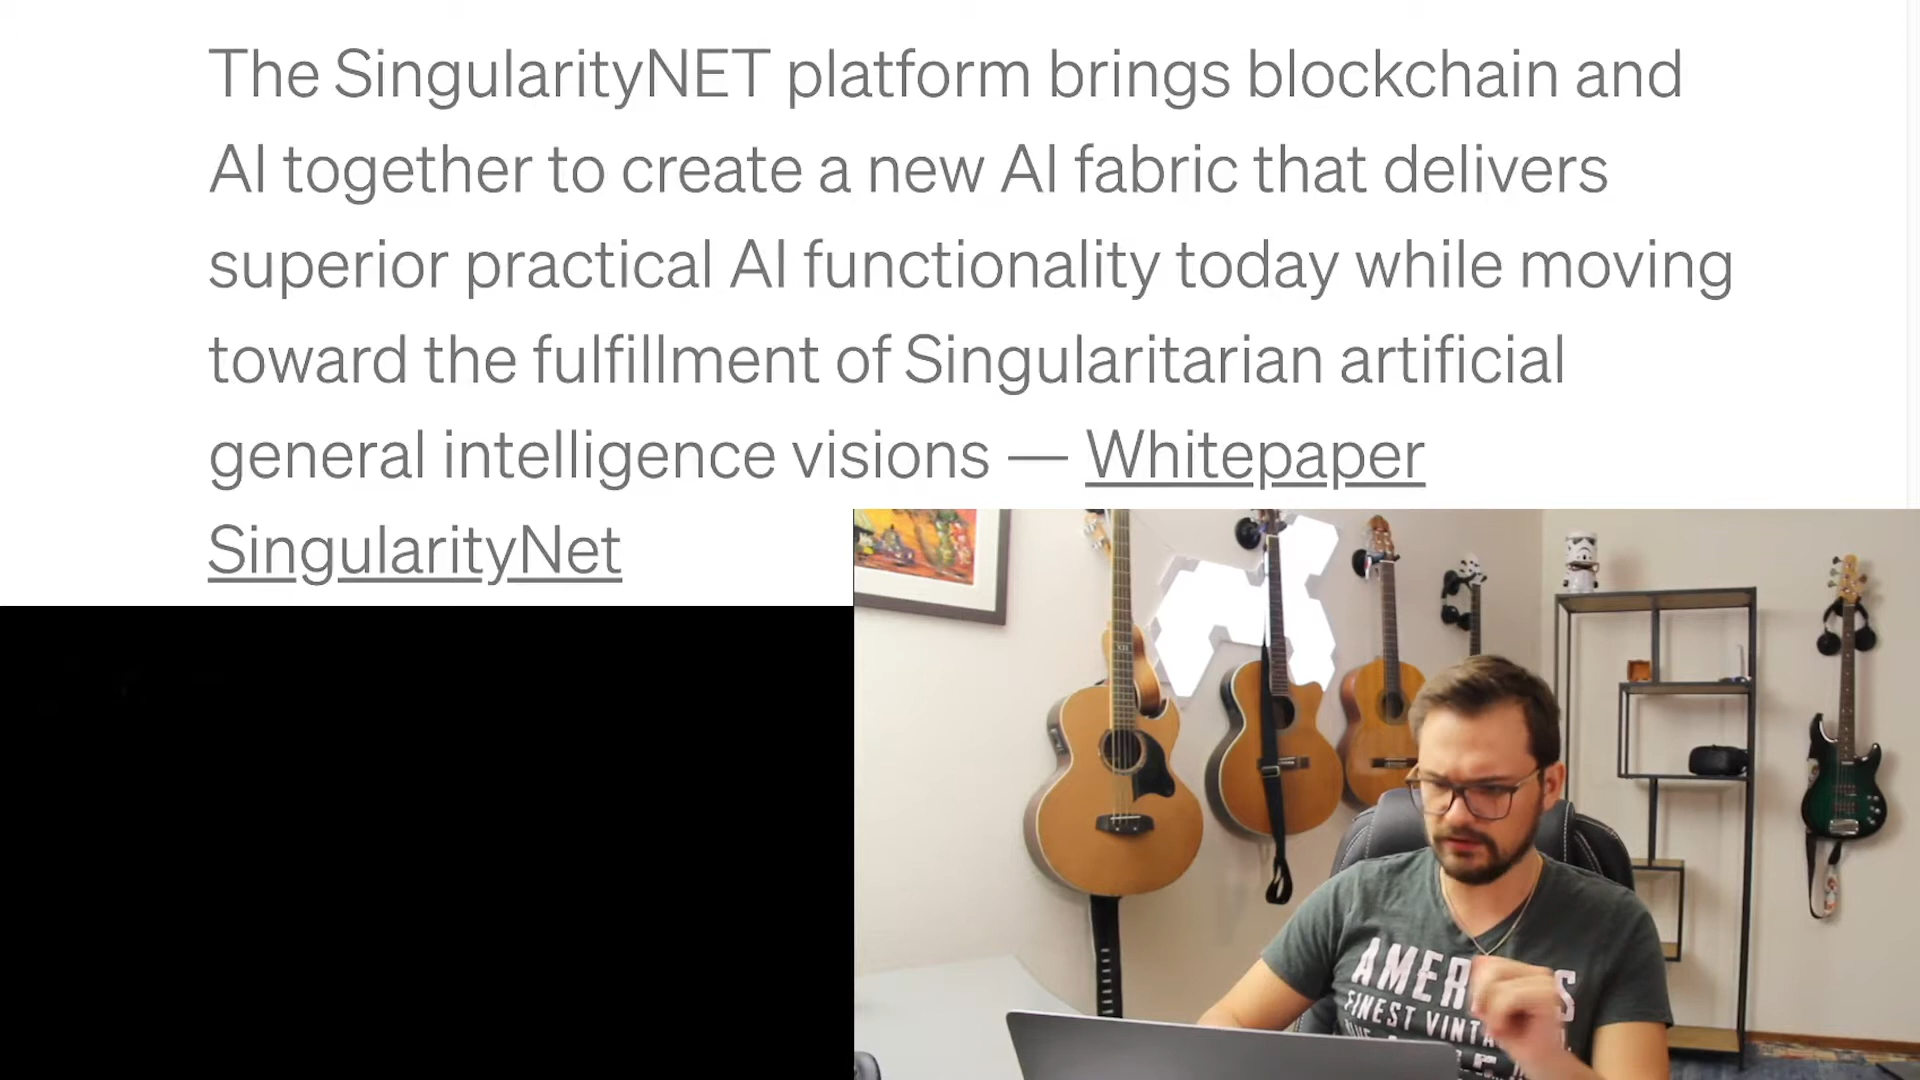 The SingularityNET platform brings blockchain and
AI together to create a new AI fabric that delivers
superior practical AI functionality today while moving
toward the fulfillment of Singularitarian artificial
general intelligence visions — Whitepaper
SingularityNet
FINEST